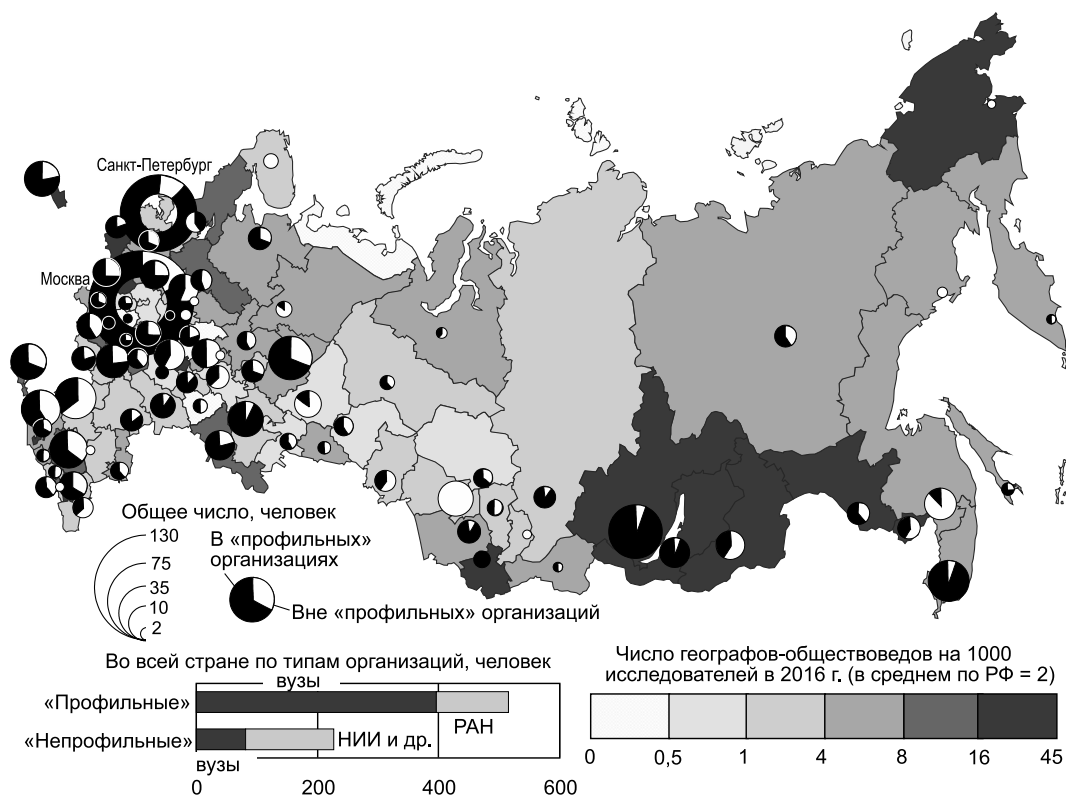 Санкт-Петербург
Москва
Общее число, человек
130
75
35
10
2
В «профильных»
организациях
Вне «профильных» организаций
Во всей стране по типам организаций, человек
вузы
«Профильные»
РАН
«Непрофильные»
НИИ и др.
вузы
0 200 400 600
Число географов-обществоведов на 1000
исследователей в 2016 г. (в среднем по РФ = 2)
0 0,5 1 4 8 16 45